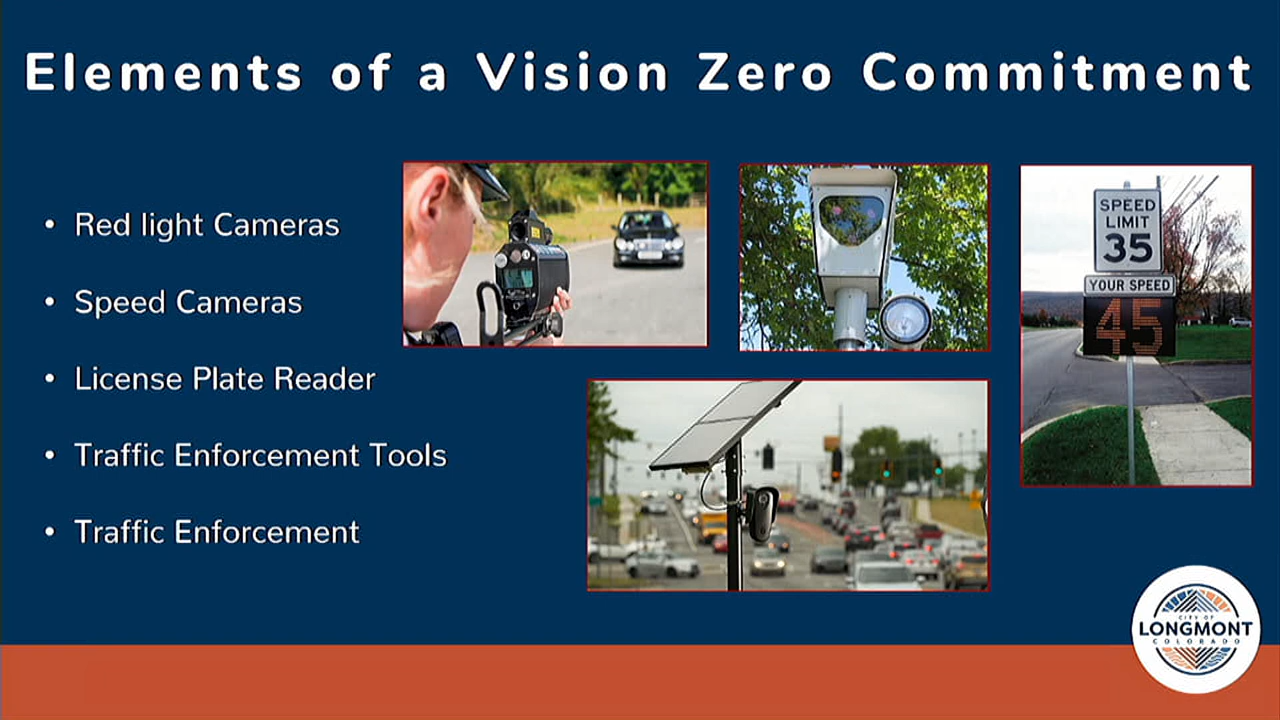 Elements of a Vision Zero Commitment
• Red light Cameras
• Speed Cameras
• License Plate Reader
• Traffic Enforcement Tools
• Traffic Enforcement
SPEED
LIMIT
35
YOUR SPEED
45
CITY OF
LONGMONT
COLORADO